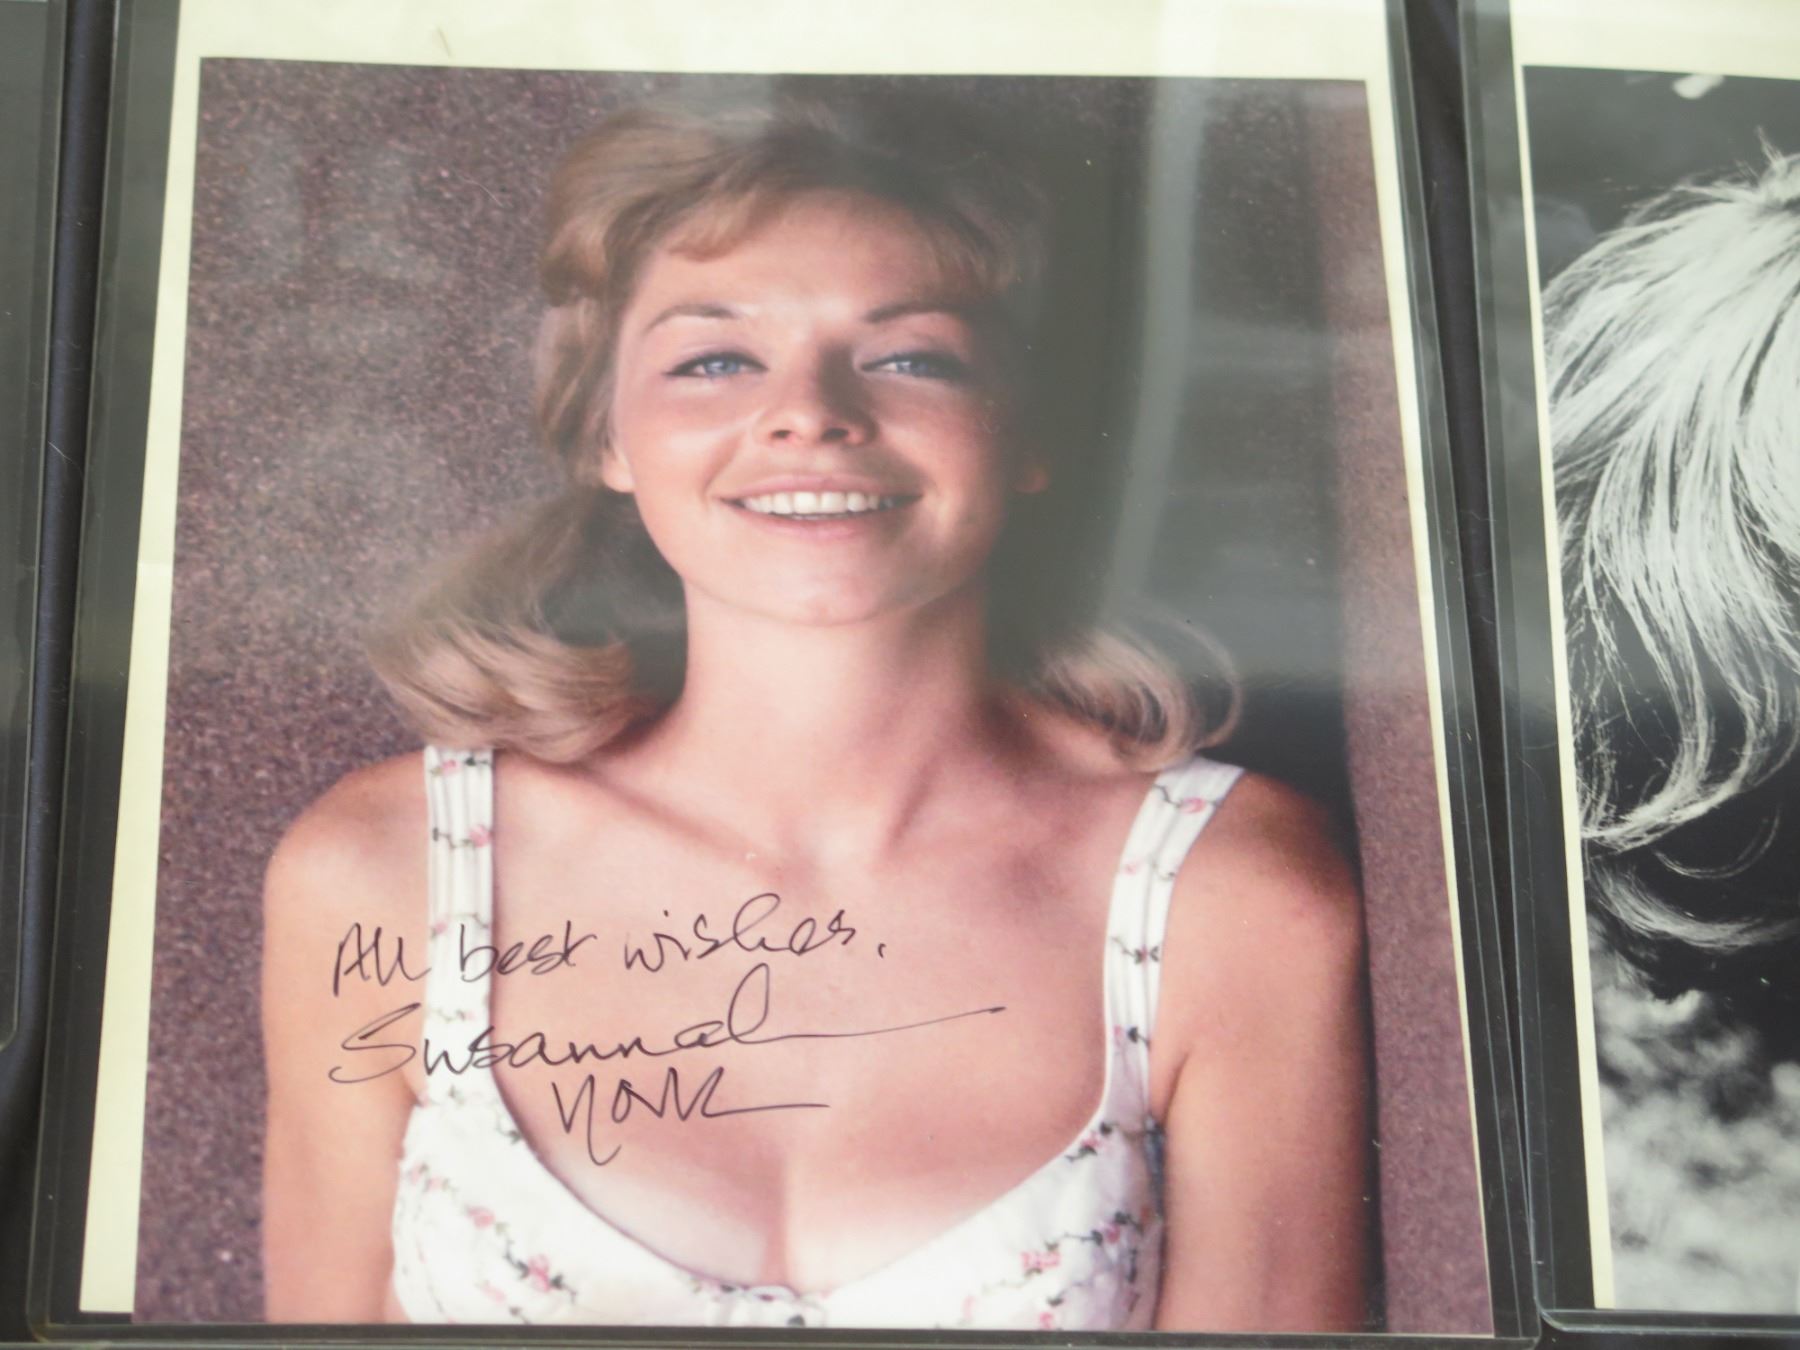 All best wishes.
Susannah
York